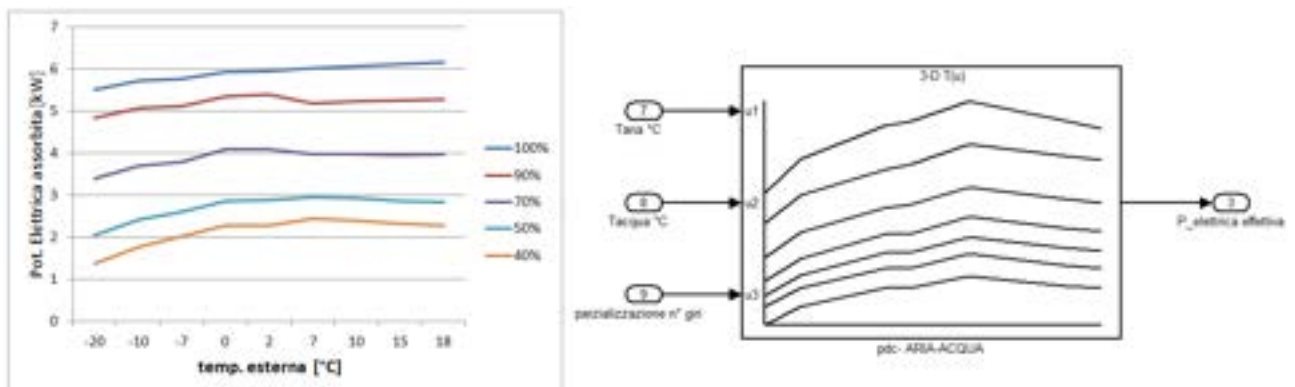 7
6
5
4
3
2
1
0
Pot. Elettrica assorbita [kW]
-20 -10 -7 0 2 7 10 15 18
temp. esterna [°C]
100%
90%
70%
50%
40%
3-D T(u)
7
Taria °C
u1
8
Tacqua °C
u2
9
parzializzazione n° giri
u3
3
P_elettrica effettiva
pdc- ARIA-ACQUA